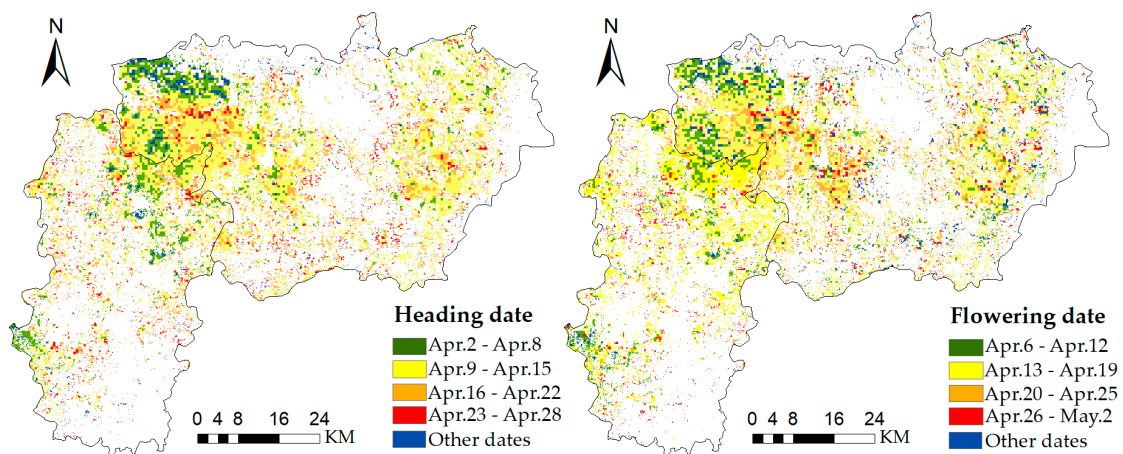 N
Heading date
Apr.2 - Apr.8
Apr.9 - Apr.15
Apr.16 - Apr.22
Apr.23 - Apr.28
Other dates
0 4 8 16 24
KM
N
Flowering date
Apr.6 - Apr.12
Apr.13 - Apr.19
Apr.20 - Apr.25
Apr.26 - May.2
Other dates
0 4 8 16 24
KM